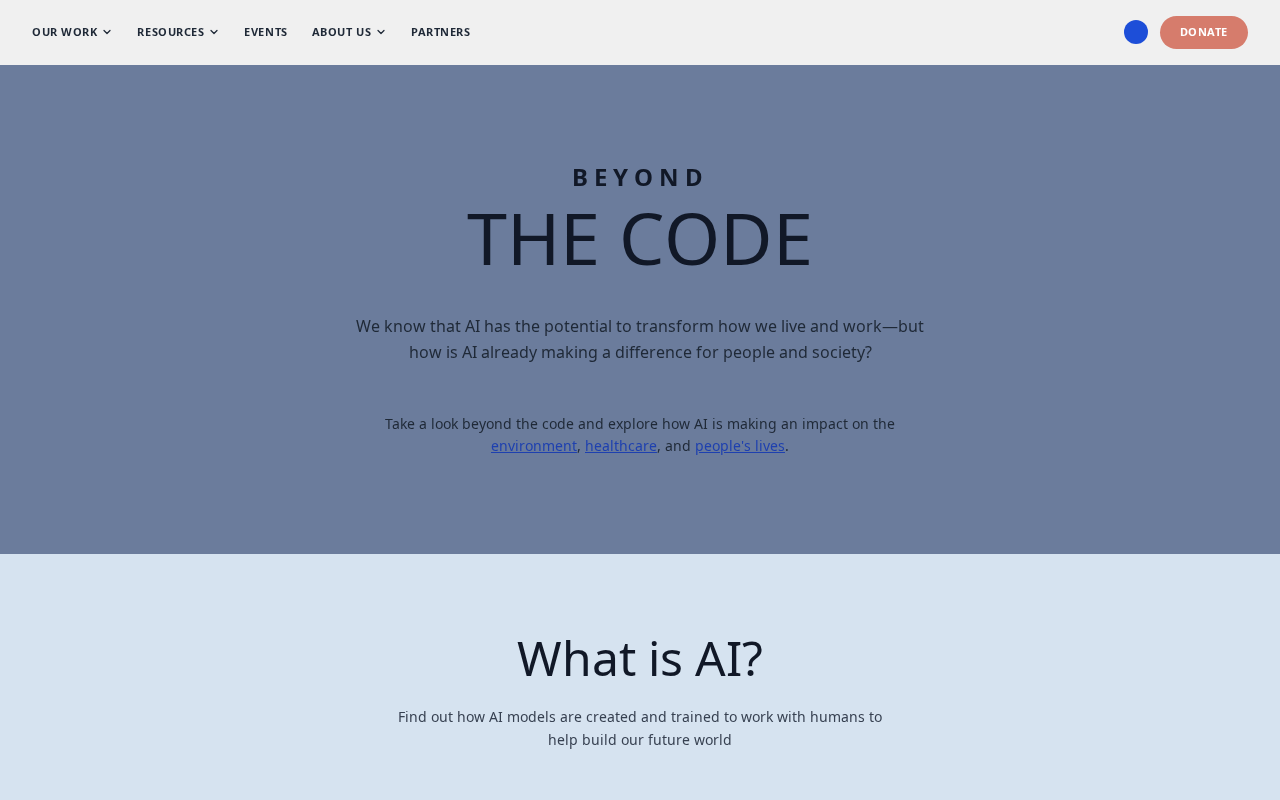 OUR WORK RESOURCES EVENTS ABOUT US PARTNERS DONATE
BEYOND
THE CODE
We know that AI has the potential to transform how we live and work—but
how is AI already making a difference for people and society?
Take a look beyond the code and explore how AI is making an impact on the
environment, healthcare, and people's lives.
What is AI?
Find out how AI models are created and trained to work with humans to
help build our future world